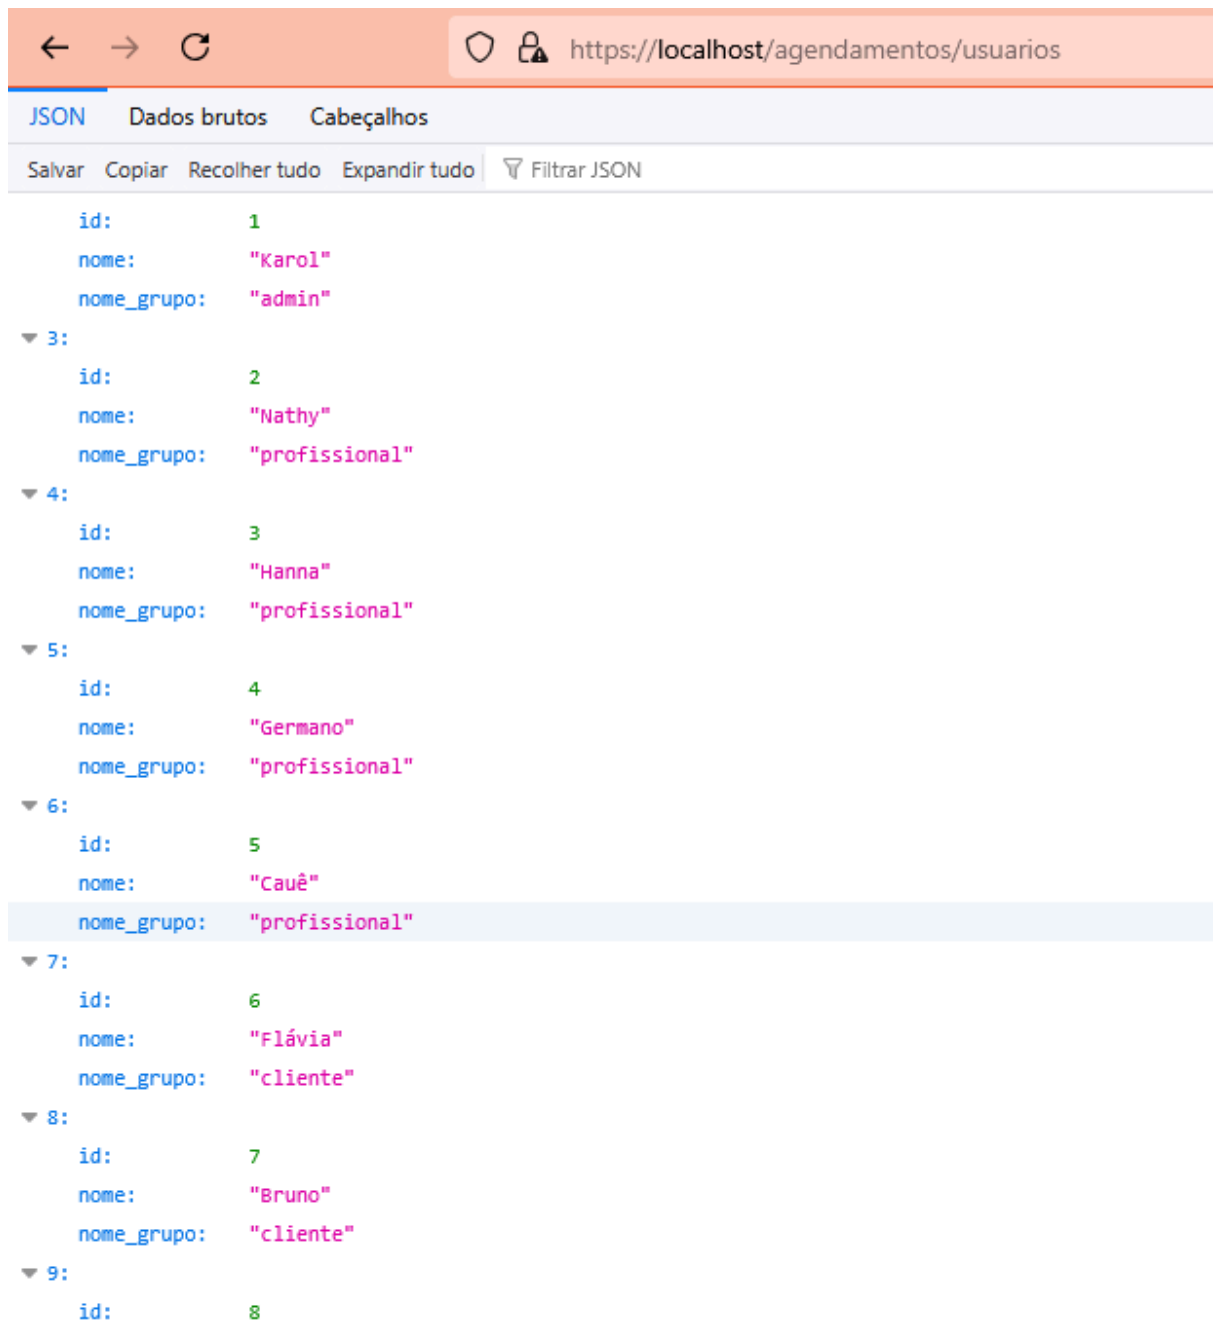 https://localhost/agendamentos/usuarios
JSON Dados brutos Cabeçalhos
Salvar Copiar Recolher tudo Expandir tudo Filtrar JSON
id: 1
nome: "Karol"
nome_grupo: "admin"
3:
id: 2
nome: "Nathy"
nome_grupo: "profissional"
4:
id: 3
nome: "Hanna"
nome_grupo: "profissional"
5:
id: 4
nome: "Germano"
nome_grupo: "profissional"
6:
id: 5
nome: "Cauê"
nome_grupo: "profissional"
7:
id: 6
nome: "Flávia"
nome_grupo: "cliente"
8:
id: 7
nome: "Bruno"
nome_grupo: "cliente"
9:
id: 8